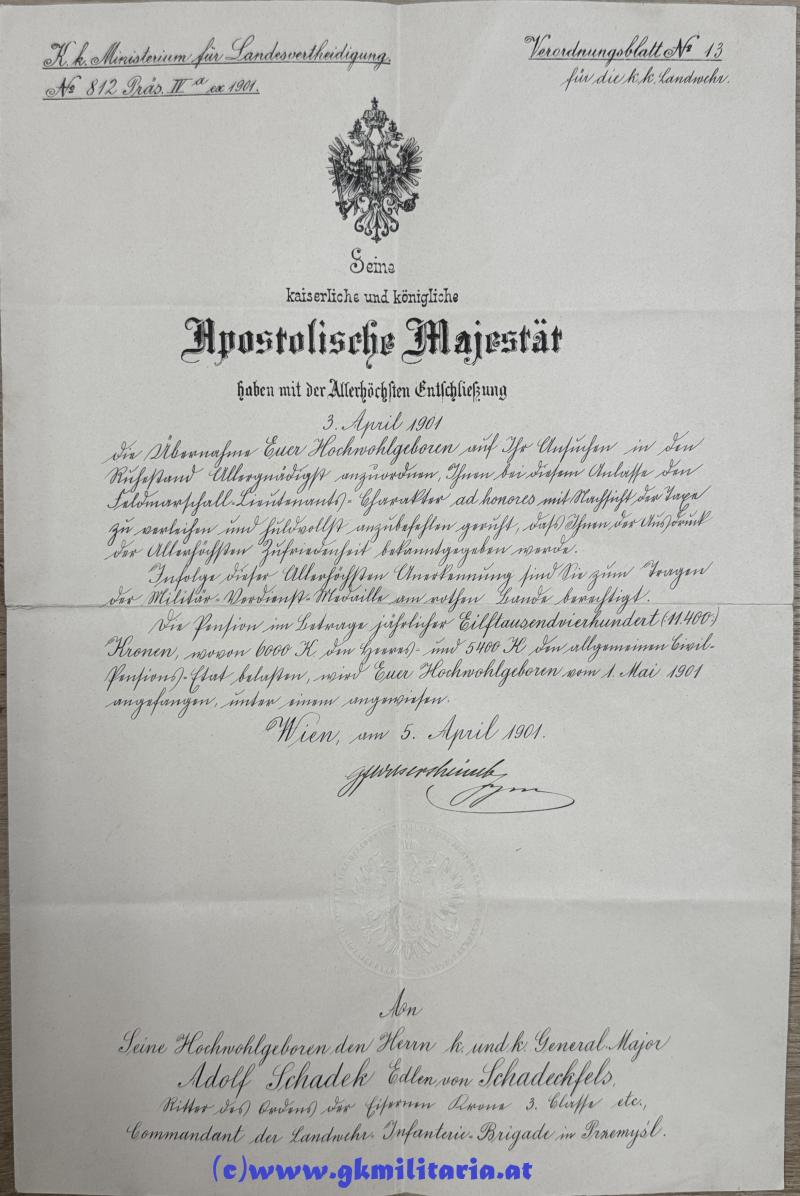 K. k. Ministerium für Landesvertheidigung.
№ 812 Präs. IVa ex 1901.
Verordnungsblatt № 13
für die k. k. Landwehr.
Seine
kaiserliche und königliche
Apostolische Majestät
haben mit der Allerhöchsten Entschließung
3. April 1901
die Übernahme Euer Hochwohlgeboren auf Ihr Ansuchen in den
Ruhestand Allergnädigst anzuordnen, Ihnen bei diesem Anlasse den
Feldmarschall-Lieutenants-Charakter ad honores mit Nachsicht der Taxe
zu verleihen und huldvollst anzubefehlen geruht, dass Ihnen der Ausdruck
der Allerhöchsten Zufriedenheit bekanntgegeben werde.
Infolge dieser Allerhöchsten Anerkennung sind Sie zum Tragen
der Militär-Verdienst-Medaille am rothen Bande berechtigt.
Die Pension im Betrage jährlicher Eilftausendvierhundert (11.400.-)
Kronen, wovon 6000 K den Heeres- und 5400 K den allgemeinen Civil-
Pensions-Etat belasten, wird Euer Hochwohlgeboren vom 1. Mai 1901
angefangen, unter einem angewiesen.
Wien, am 5. April 1901.
An
Seine Hochwohlgeboren den Herrn k. und k. General-Major
Adolf Schadek Edlen von Schadeckfels,
Ritter des Ordens der Eisernen Krone 3. Classe etc.,
Commandant der Landwehr-Infanterie-Brigade in Przemyśl.
(c)www.gkmilitaria.at